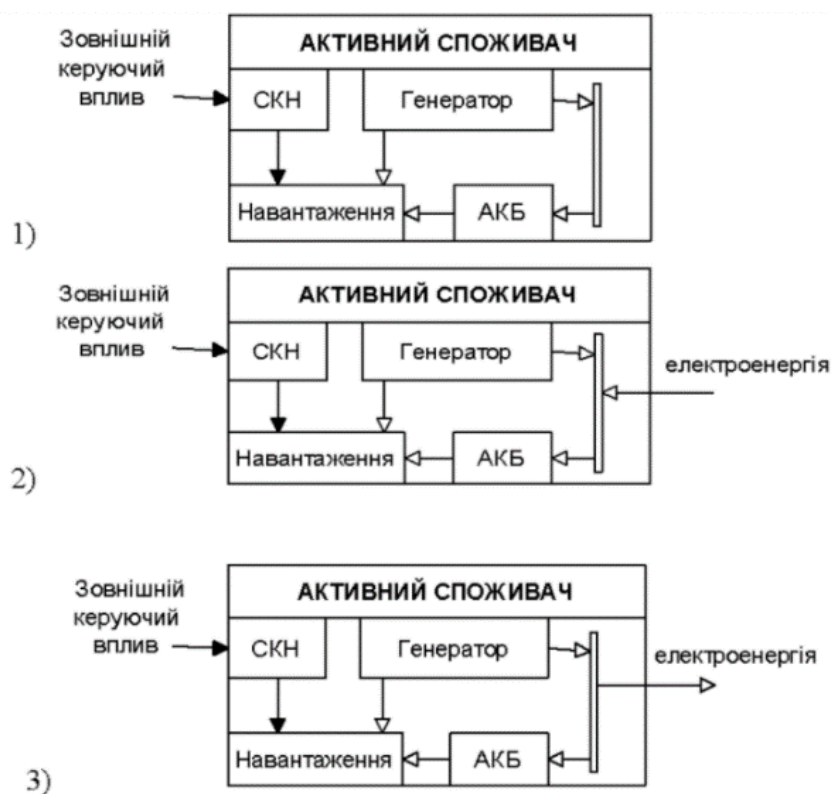 Зовнішній
керуючий
вплив
АКТИВНИЙ СПОЖИВАЧ
СКН
Генератор
Навантаження
АКБ
1)
Зовнішній
керуючий
вплив
АКТИВНИЙ СПОЖИВАЧ
СКН
Генератор
електроенергія
Навантаження
АКБ
2)
Зовнішній
керуючий
вплив
АКТИВНИЙ СПОЖИВАЧ
СКН
Генератор
електроенергія
Навантаження
АКБ
3)